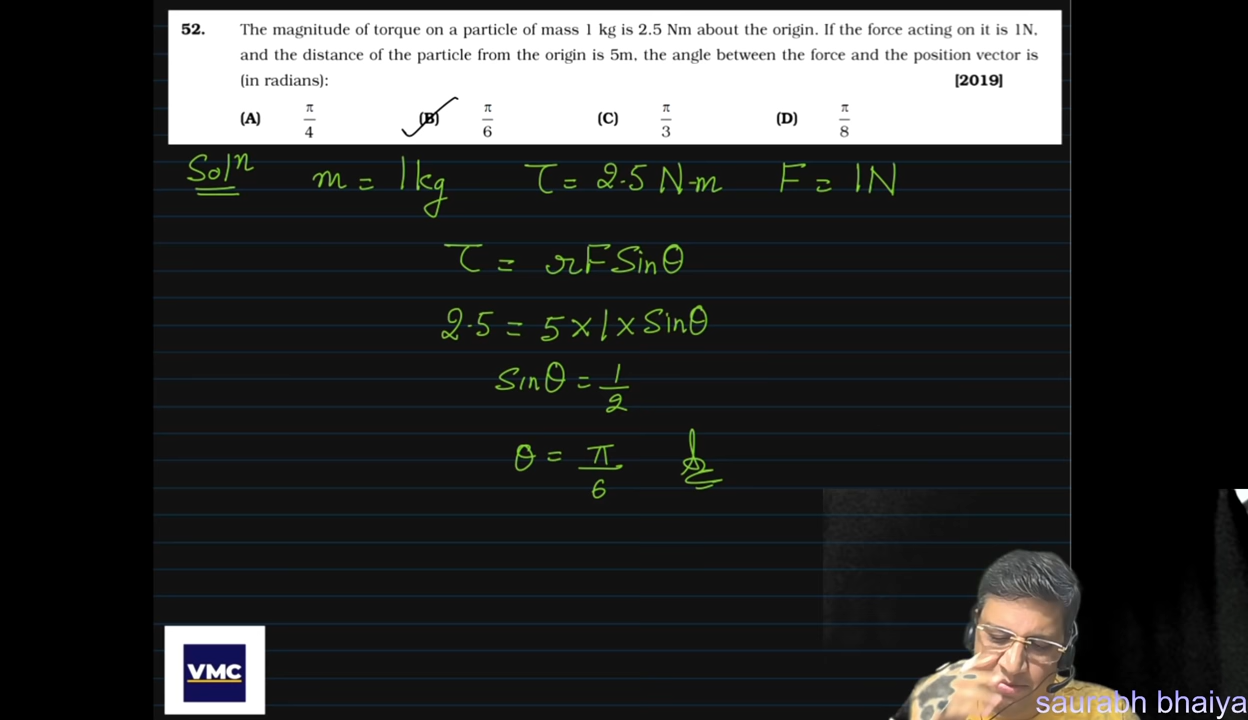 52. The magnitude of torque on a particle of mass 1 kg is 2.5 Nm about the origin. If the force acting on it is 1N,
and the distance of the particle from the origin is 5m, the angle between the force and the position vector is
(in radians): [2019]
(A) π/4 (B) π/6 (C) π/3 (D) π/8
Solⁿ m = 1kg τ = 2.5 N-m F = 1N
τ = rF Sinθ
2.5 = 5 × 1 × Sinθ
Sinθ = 1/2
θ = π/6
VMC
saurabh bhaiya